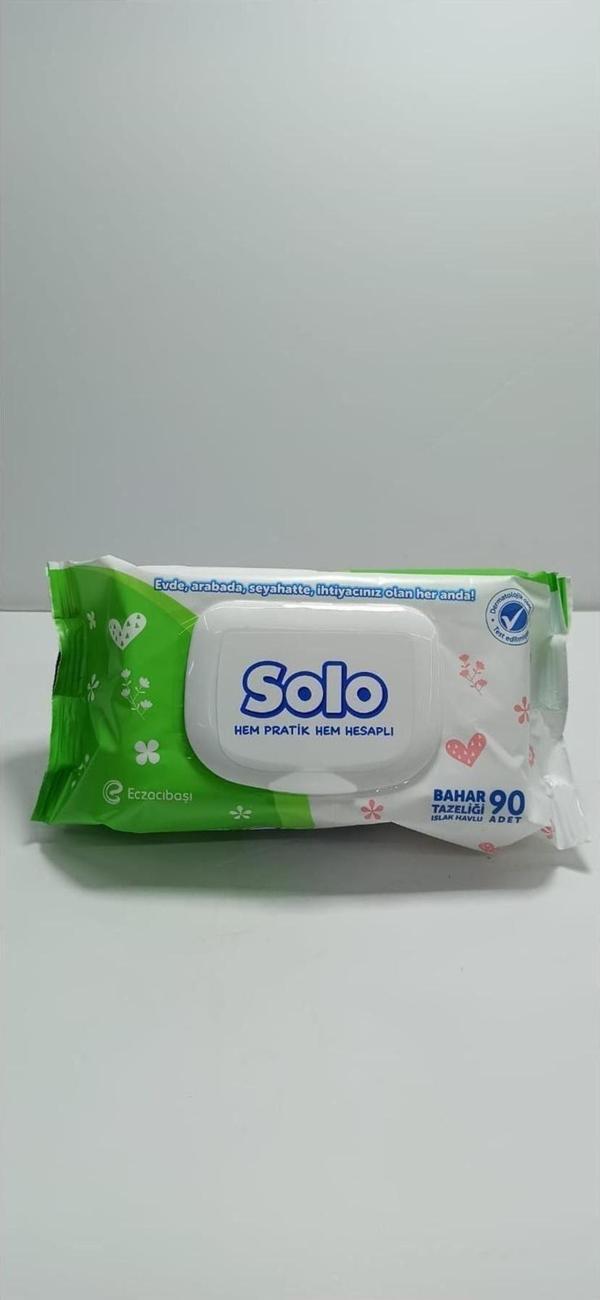 Evde, arabada, seyahatte, ihtiyacınız olan her anda!
Dermatolojik
Test edilmiştir
Solo
HEM PRATİK HEM HESAPLI
Eczacıbaşı
BAHAR
TAZELİĞİ
ISLAK HAVLU
90
ADET